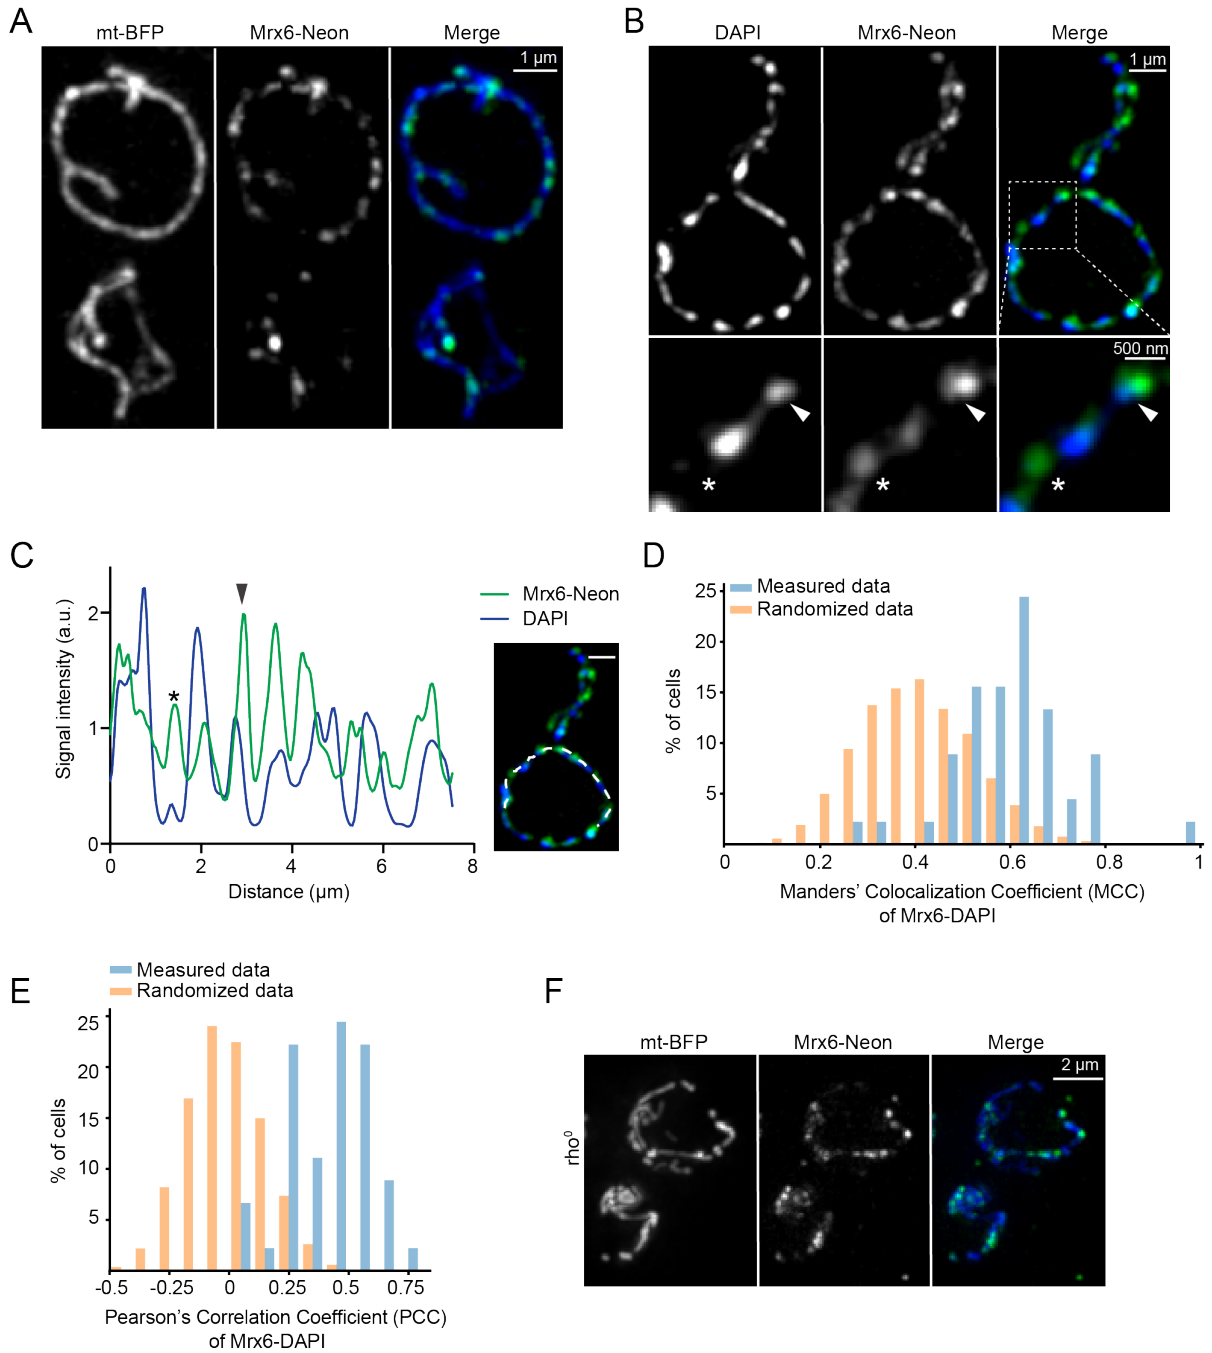 A
mt-BFP Mrx6-Neon Merge
1 µm
B
DAPI Mrx6-Neon Merge
1 µm
500 nm
*
*
*
C
Signal intensity (a.u.)
2
1
0
*
0 2 4 6 8
Distance (µm)
Mrx6-Neon
DAPI
D
% of cells
25
20
15
10
5
Measured data
Randomized data
0 0.2 0.4 0.6 0.8 1
Manders’ Colocalization Coefficient (MCC)
of Mrx6-DAPI
E
Measured data
Randomized data
% of cells
25
20
15
10
5
-0.5 -0.25 0 0.25 0.5 0.75
Pearson’s Correlation Coefficient (PCC)
of Mrx6-DAPI
F
mt-BFP Mrx6-Neon Merge
2 µm
rho⁰